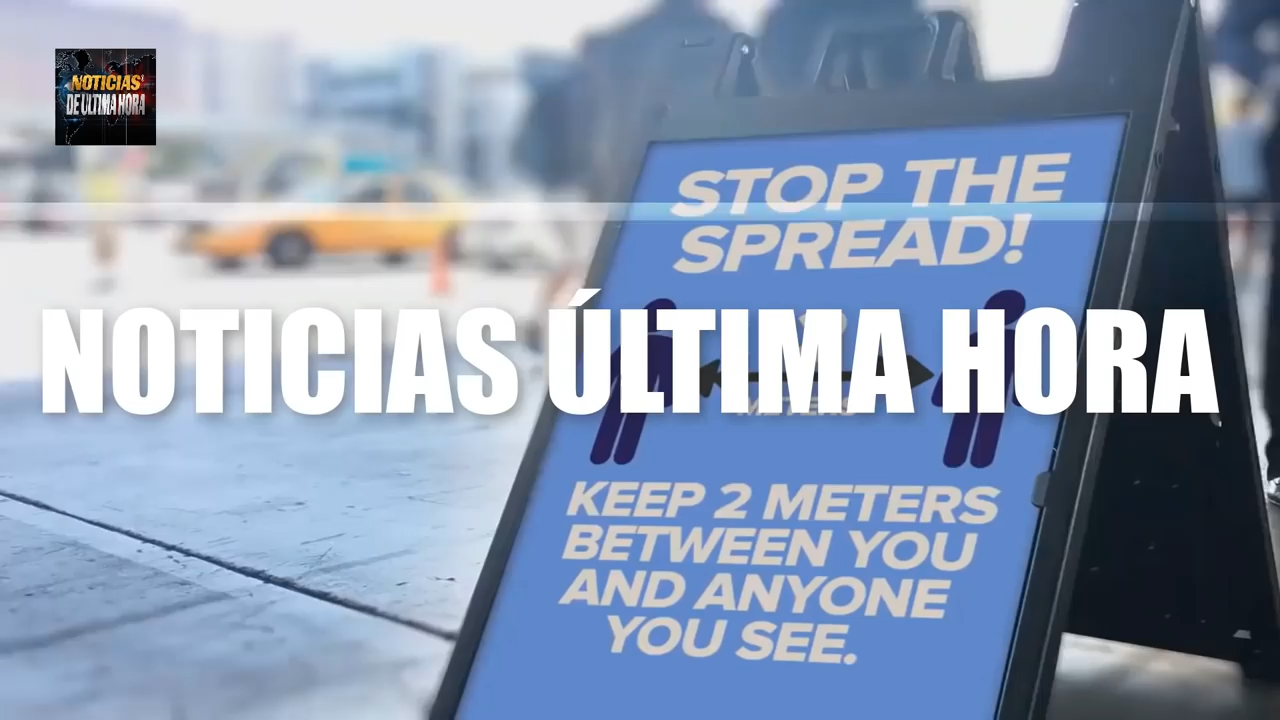 NOTICIAS
DE ULTIMA HORA
STOP THE
SPREAD!
NOTICIAS ÚLTIMA HORA
METERS
KEEP 2 METERS
BETWEEN YOU
AND ANYONE
YOU SEE.